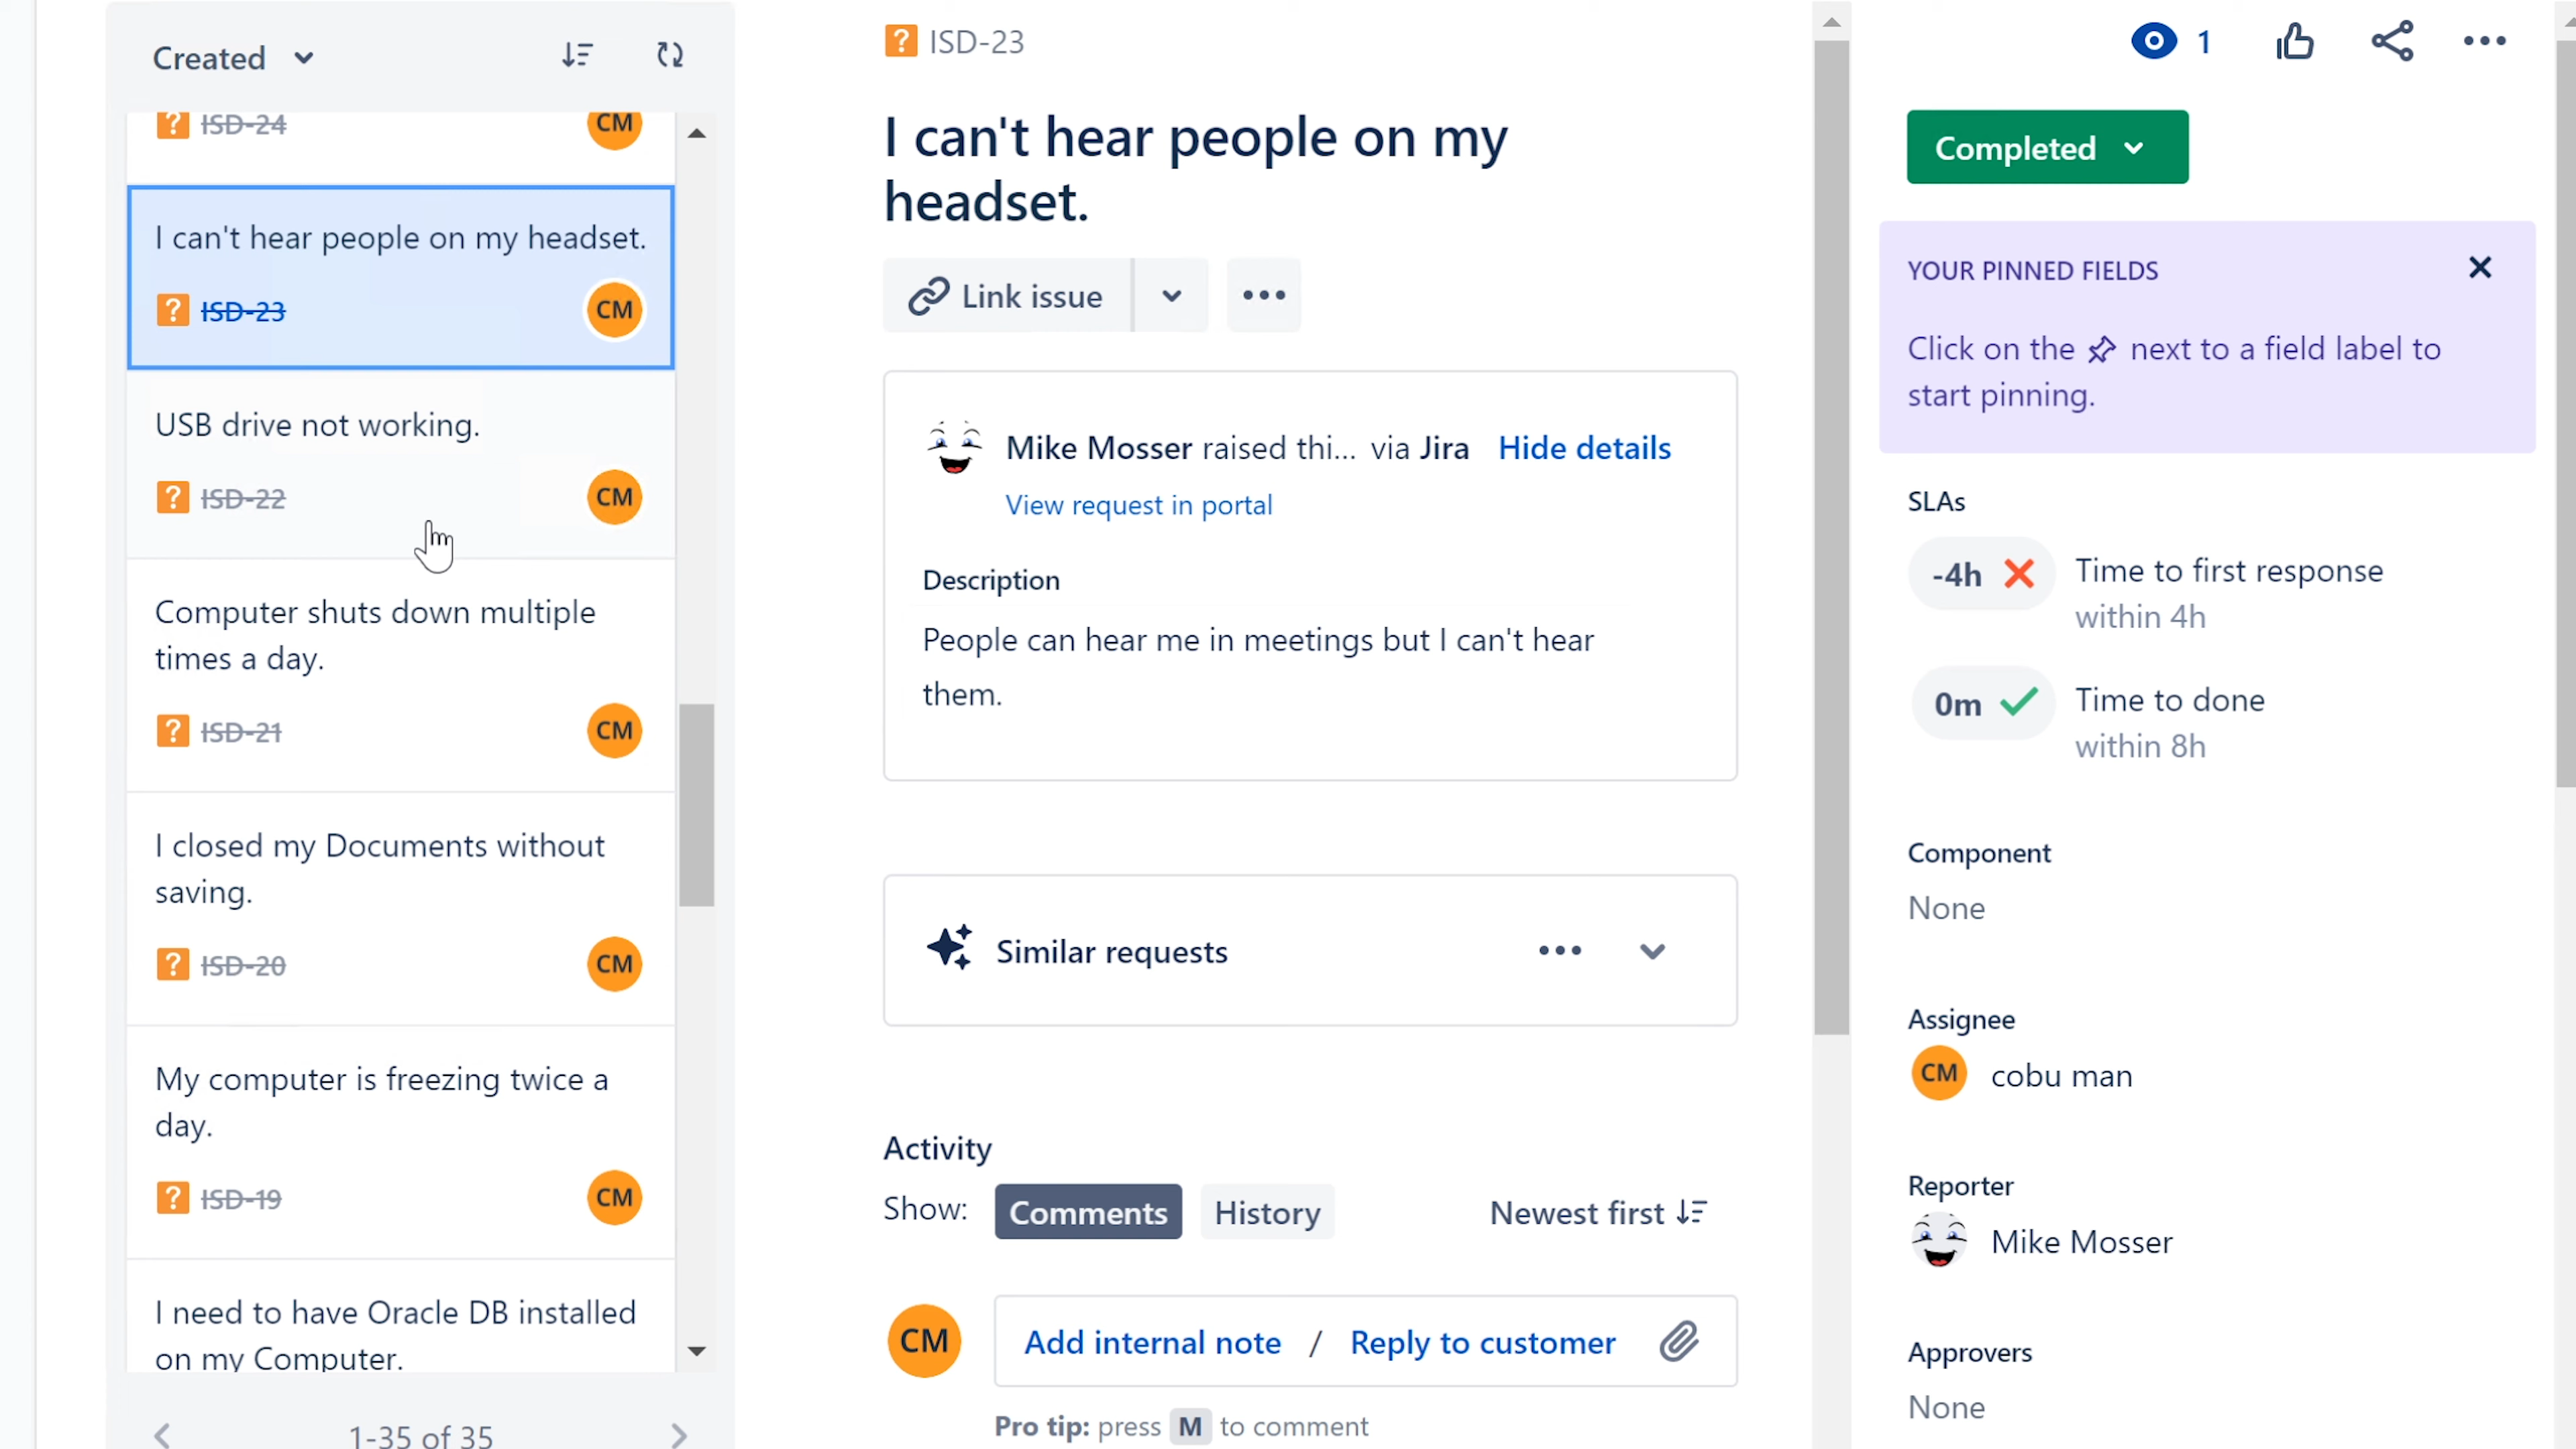 Created
ISD-24
CM
I can't hear people on my headset.
ISD-23
CM
USB drive not working.
ISD-22
CM
Computer shuts down multiple
times a day.
ISD-21
CM
I closed my Documents without
saving.
ISD-20
CM
My computer is freezing twice a
day.
ISD-19
CM
I need to have Oracle DB installed
on my Computer.
1-35 of 35
ISD-23
I can't hear people on my
headset.
Link issue
Mike Mosser raised thi... via Jira Hide details
View request in portal
Description
People can hear me in meetings but I can't hear
them.
Similar requests
Activity
Show: Comments History Newest first
CM
Add internal note / Reply to customer
Pro tip: press M to comment
1
Completed
YOUR PINNED FIELDS
Click on the next to a field label to
start pinning.
SLAs
-4h Time to first response
within 4h
0m Time to done
within 8h
Component
None
Assignee
CM cobu man
Reporter
Mike Mosser
Approvers
None